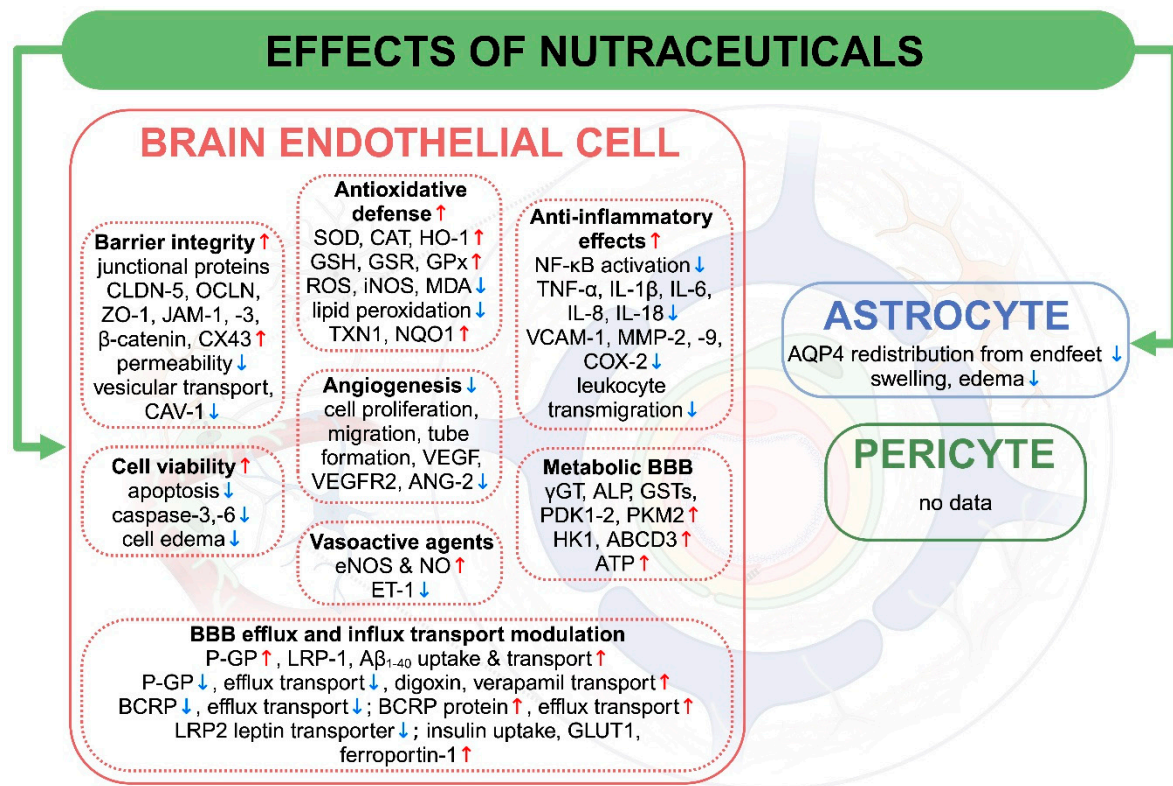 EFFECTS OF NUTRACEUTICALS
BRAIN ENDOTHELIAL CELL
Barrier integrity↑
junctional proteins
CLDN-5, OCLN,
ZO-1, JAM-1, -3,
β-catenin, CX43↑
permeability↓
vesicular transport,
CAV-1↓
Cell viability↑
apoptosis↓
caspase-3,-6↓
cell edema↓
Antioxidative
defense↑
SOD, CAT, HO-1↑
GSH, GSR, GPx↑
ROS, iNOS, MDA↓
lipid peroxidation↓
TXN1, NQO1↑
Angiogenesis↓
cell proliferation,
migration, tube
formation, VEGF,
VEGFR2, ANG-2↓
Vasoactive agents
eNOS & NO↑
ET-1↓
Anti-inflammatory
effects↑
NF-κB activation↓
TNF-α, IL-1β, IL-6,
IL-8, IL-18↓
VCAM-1, MMP-2, -9,
COX-2↓
leukocyte
transmigration↓
Metabolic BBB
γGT, ALP, GSTs,
PDK1-2, PKM2↑
HK1, ABCD3↑
ATP↑
BBB efflux and influx transport modulation
P-GP↑, LRP-1, Aβ₁₋₄₀ uptake & transport↑
P-GP↓, efflux transport↓, digoxin, verapamil transport↑
BCRP↓, efflux transport↓; BCRP protein↑, efflux transport↑
LRP2 leptin transporter↓; insulin uptake, GLUT1,
ferroportin-1↑
ASTROCYTE
AQP4 redistribution from endfeet ↓
swelling, edema↓
PERICYTE
no data